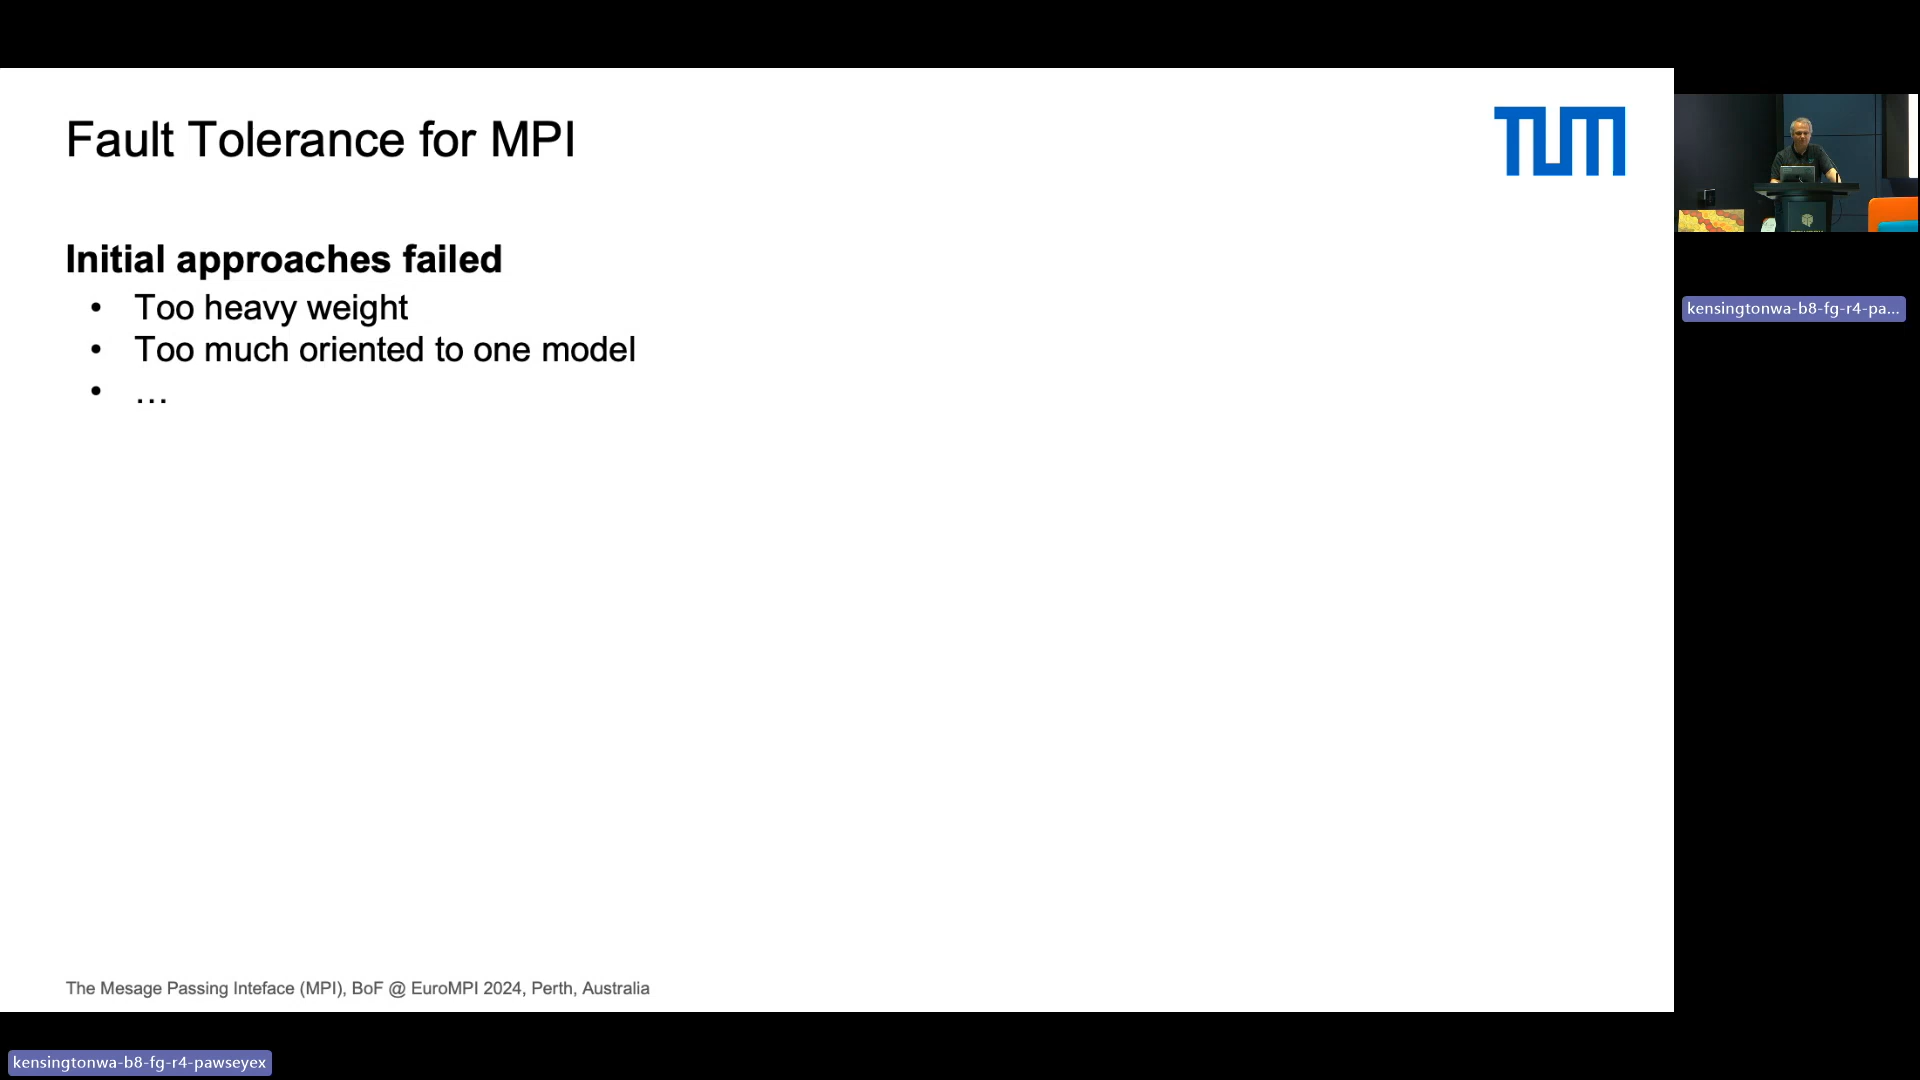 Fault Tolerance for MPI
TUM
Initial approaches failed
• Too heavy weight
• Too much oriented to one model
• …
The Mesage Passing Inteface (MPI), BoF @ EuroMPI 2024, Perth, Australia
kensingtonwa-b8-fg-r4-pa...
kensingtonwa-b8-fg-r4-pawseyex